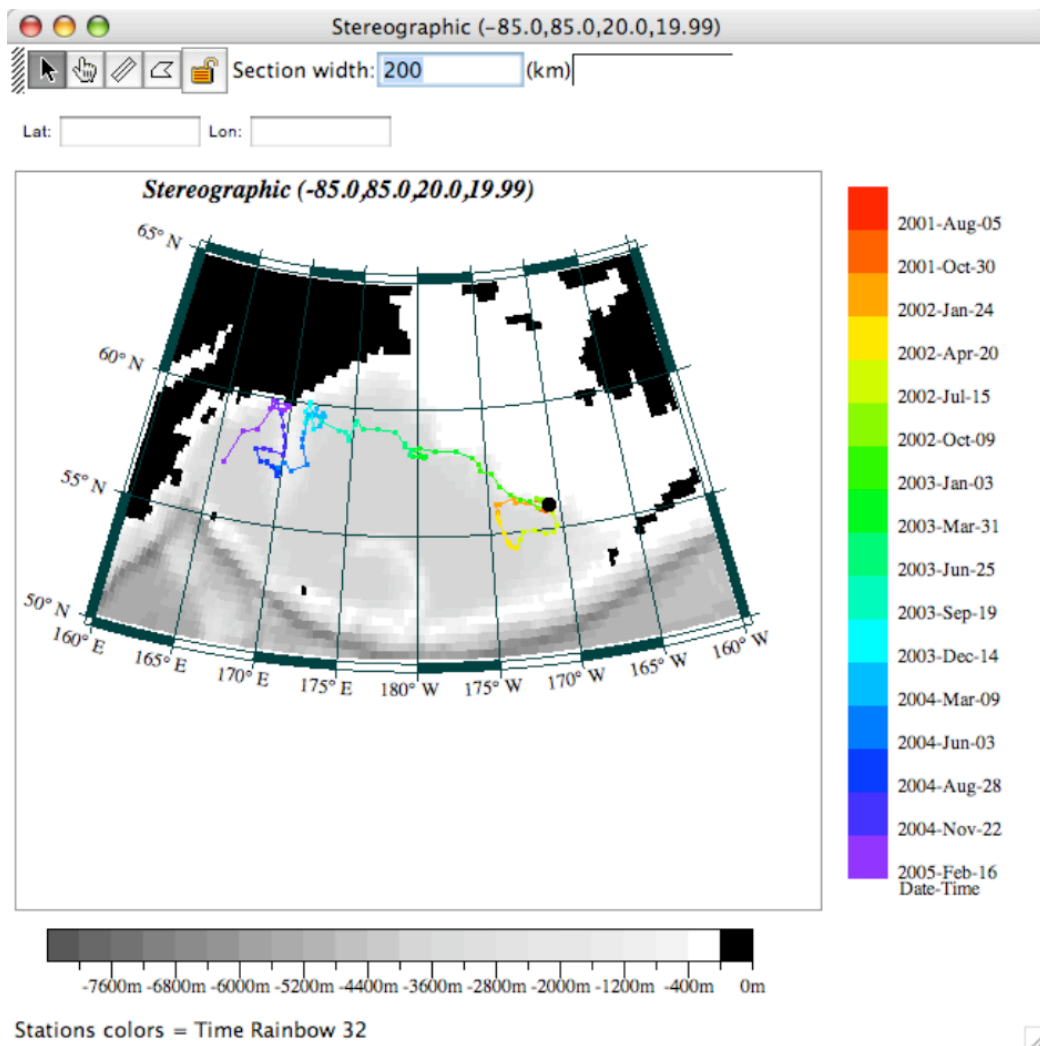 Stereographic (-85.0,85.0,20.0,19.99)
Section width: 200 (km)
Lat: Lon:
Stereographic (-85.0,85.0,20.0,19.99)
65° N
60° N
55° N
50° N
160° E
165° E
170° E
175° E
180° W
175° W
170° W
165° W
160° W
2001-Aug-05
2001-Oct-30
2002-Jan-24
2002-Apr-20
2002-Jul-15
2002-Oct-09
2003-Jan-03
2003-Mar-31
2003-Jun-25
2003-Sep-19
2003-Dec-14
2004-Mar-09
2004-Jun-03
2004-Aug-28
2004-Nov-22
2005-Feb-16
Date-Time
-7600m -6800m -6000m -5200m -4400m -3600m -2800m -2000m -1200m -400m 0m
Stations colors = Time Rainbow 32